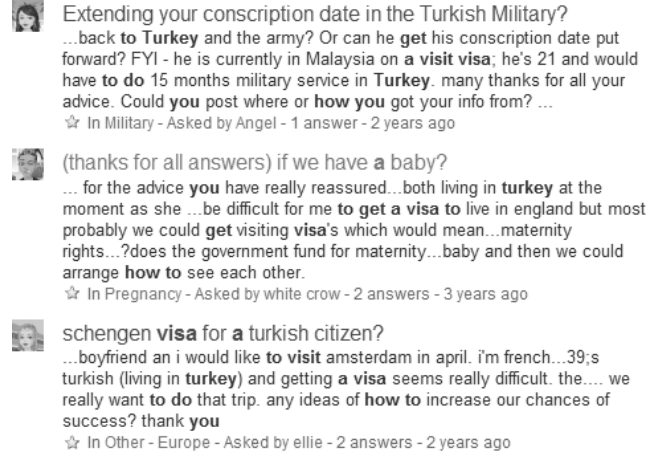 Extending your conscription date in the Turkish Military?
...back to Turkey and the army? Or can he get his conscription date put
forward? FYI - he is currently in Malaysia on a visit visa; he's 21 and would
have to do 15 months military service in Turkey. many thanks for all your
advice. Could you post where or how you got your info from? ...
In Military - Asked by Angel - 1 answer - 2 years ago
(thanks for all answers) if we have a baby?
... for the advice you have really reassured...both living in turkey at the
moment as she ...be difficult for me to get a visa to live in england but most
probably we could get visiting visa's which would mean...maternity
rights...?does the government fund for maternity...baby and then we could
arrange how to see each other.
In Pregnancy - Asked by white crow - 2 answers - 3 years ago
schengen visa for a turkish citizen?
...boyfriend an i would like to visit amsterdam in april. i'm french...39;s
turkish (living in turkey) and getting a visa seems really difficult. the.... we
really want to do that trip. any ideas of how to increase our chances of
success? thank you
In Other - Europe - Asked by ellie - 2 answers - 2 years ago